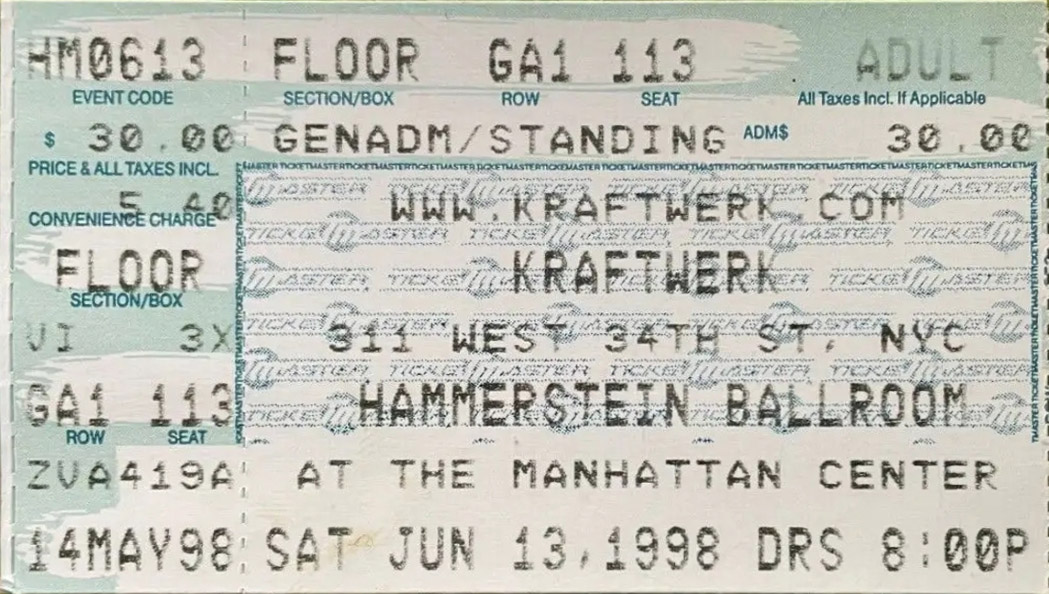 HM0613 FLOOR GA1 113 ADULT
EVENT CODE SECTION/BOX ROW SEAT All Taxes Incl. If Applicable
$ 30.00 GENADM/STANDING ADM$ 30.00
PRICE & ALL TAXES INCL.
5.40 WWW.KRAFTWERK.COM
CONVENIENCE CHARGE
FLOOR KRAFTWERK
SECTION/BOX
VI 3X 311 WEST 34TH ST, NYC
GA1 113 HAMMERSTEIN BALLROOM
ROW SEAT
ZVA419A AT THE MANHATTAN CENTER
14MAY98 SAT JUN 13,1998 DRS 8:00P